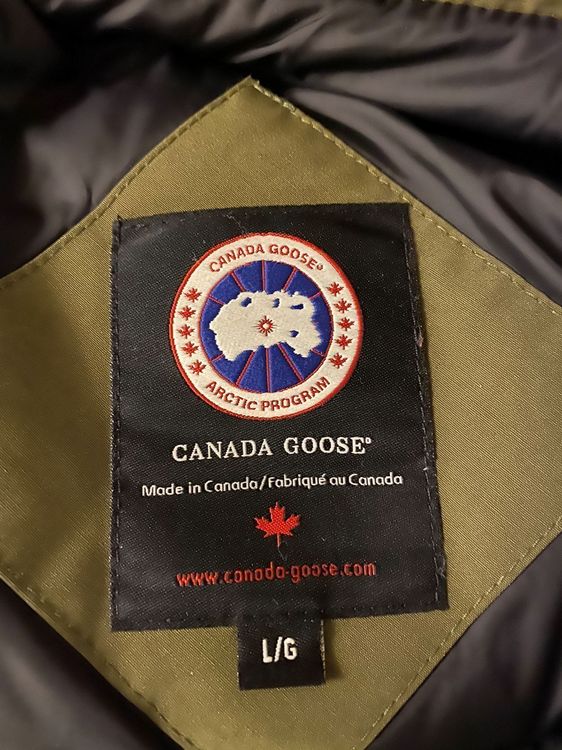 CANADA GOOSE®
ARCTIC PROGRAM
CANADA GOOSE®
Made in Canada/Fabriqué au Canada
www.canada-goose.com
L/G